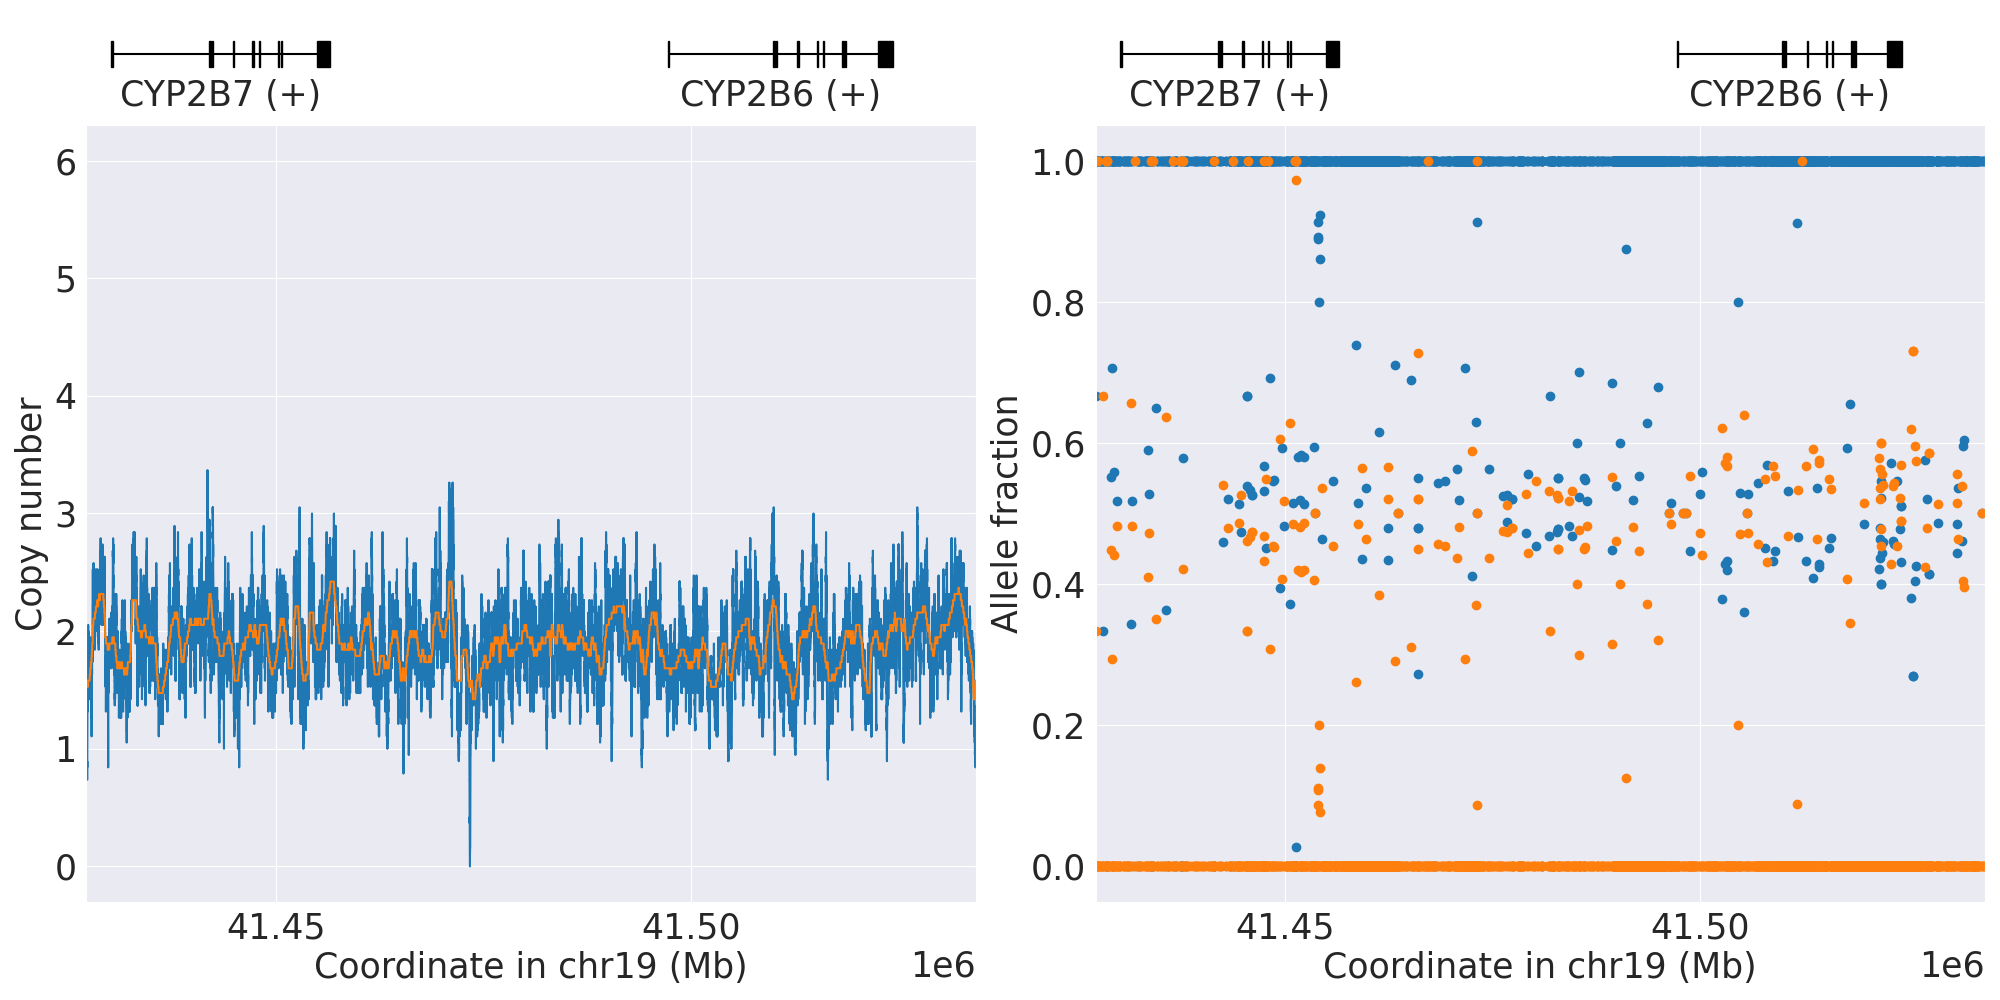 CYP2B7 (+)
CYP2B6 (+)
6
5
4
3
2
1
0
Copy number
41.45
41.50
Coordinate in chr19 (Mb)
1e6
CYP2B7 (+)
CYP2B6 (+)
1.0
0.8
0.6
0.4
0.2
0.0
Allele fraction
41.45
41.50
Coordinate in chr19 (Mb)
1e6